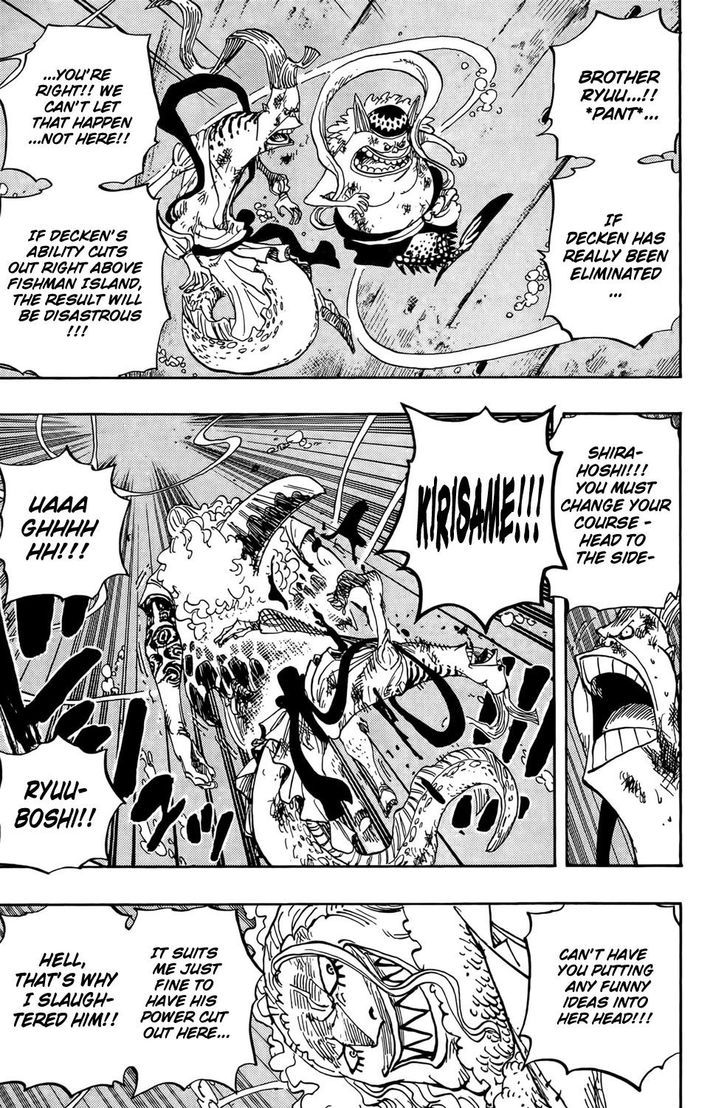 BROTHER
RYUU...!!
*PANT*...
IF
DECKEN HAS
REALLY BEEN
ELIMINATED
...
...YOU'RE
RIGHT!! WE
CAN'T LET
THAT HAPPEN
...NOT HERE!!
IF DECKEN'S
ABILITY CUTS
OUT RIGHT ABOVE
FISHMAN ISLAND,
THE RESULT WILL
BE DISASTROUS
!!!
SHIRA-
HOSHI!!!
YOU MUST
CHANGE YOUR
COURSE -
HEAD TO
THE SIDE-
KIRISAME!!!
UAAA
GHHHH
HH!!!
RYUU-
BOSHI!!
CAN'T HAVE
YOU PUTTING
ANY FUNNY
IDEAS INTO
HER HEAD!!!
IT SUITS
ME JUST
FINE TO
HAVE HIS
POWER CUT
OUT HERE...
HELL,
THAT'S WHY
I SLAUGH-
TERED HIM!!